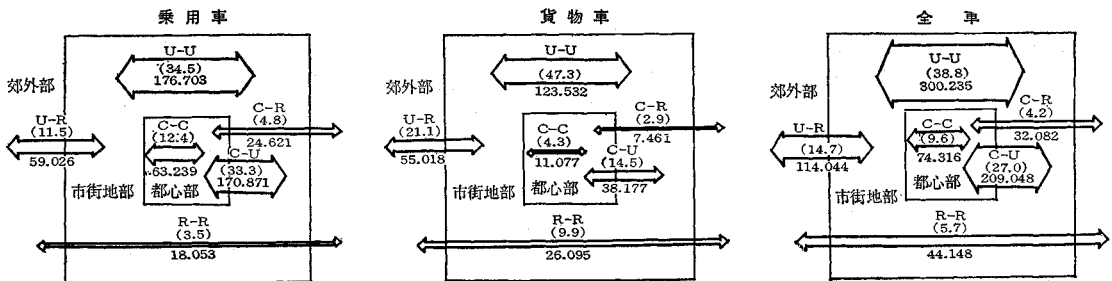 乗用車
U-U
(34.5)
176.703
郊外部
U-R
(11.5)
59.026
C-R
(4.8)
24.621
C-C
(12.4)
63.239
C-U
(33.3)
170.871
市街地部
都心部
R-R
(3.5)
18.053
貨物車
U-U
(47.3)
123.532
郊外部
U-R
(21.1)
55.018
C-R
(2.9)
7.461
C-C
(4.3)
11.077
C-U
(14.5)
38.177
市街地部
都心部
R-R
(9.9)
26.095
全車
U-U
(38.8)
300.235
郊外部
U-R
(14.7)
114.044
C-R
(4.2)
32.082
C-C
(9.6)
74.316
C-U
(27.0)
209.048
市街地部
都心部
R-R
(5.7)
44.148